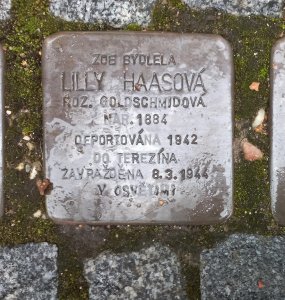 ZDE BYDLELA
LILLY HAASOVÁ
ROZ. GOLDSCHMIDOVÁ
NAR. 1884
DEPORTOVÁNA 1942
DO TEREZÍNA
ZAVRAŽDĚNA 8.3.1944
V OSVĚTIMI